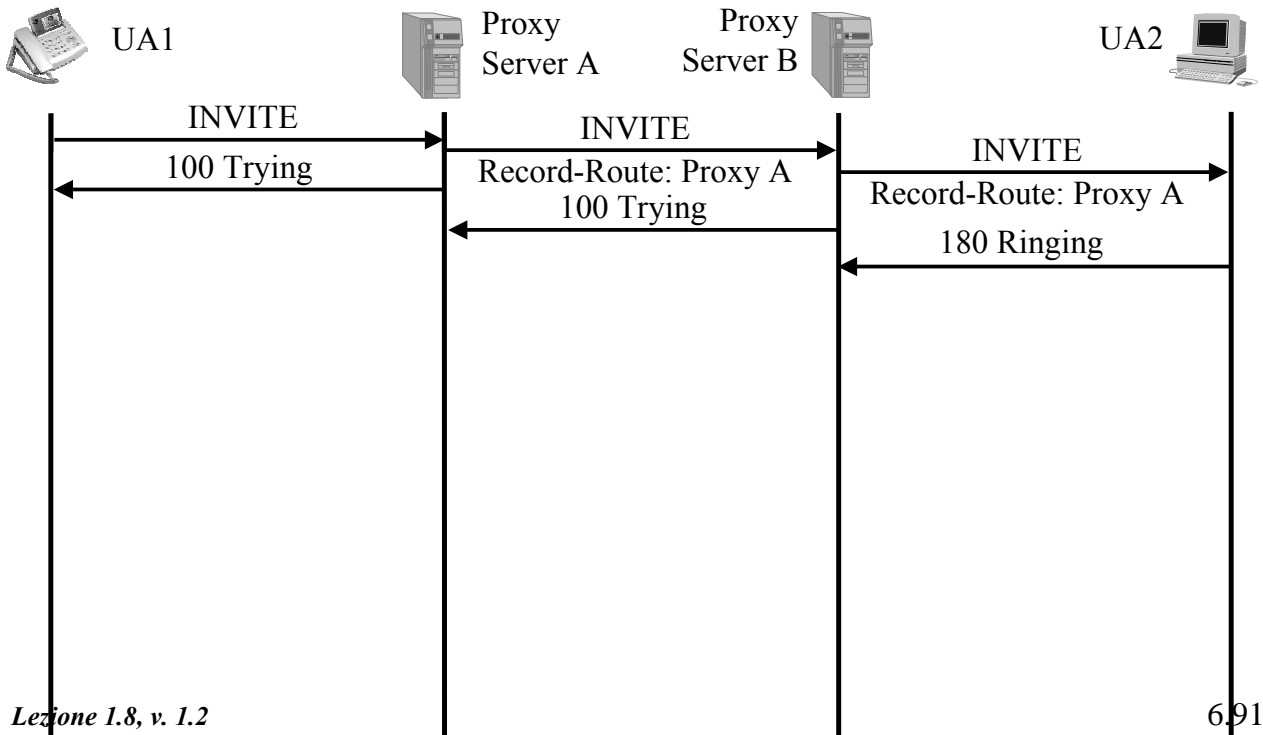 UA1
Proxy
Server A
Proxy
Server B
UA2
INVITE
INVITE
INVITE
100 Trying
Record-Route: Proxy A
Record-Route: Proxy A
100 Trying
180 Ringing
Lezione 1.8, v. 1.2
6.91